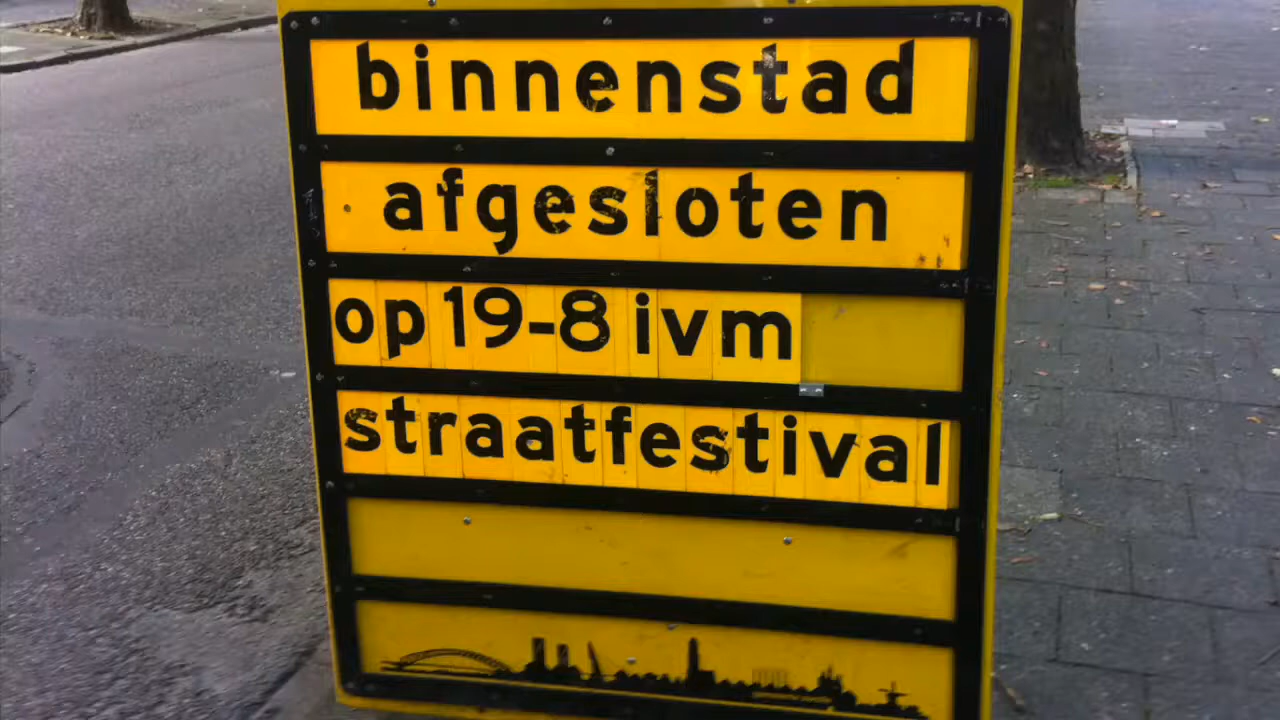 binnenstad
afgesloten
op 19-8 ivm
straatfestival